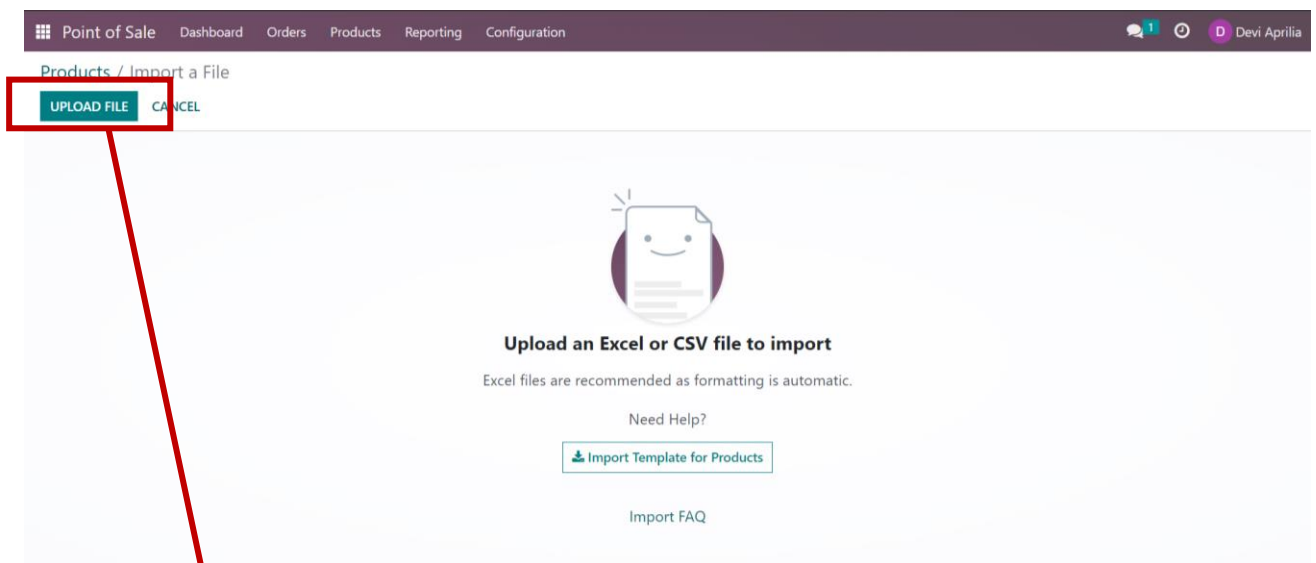 Point of Sale Dashboard Orders Products Reporting Configuration 1 D Devi Aprilia
Products / Import a File
UPLOAD FILE CANCEL
Upload an Excel or CSV file to import
Excel files are recommended as formatting is automatic.
Need Help?
Import Template for Products
Import FAQ